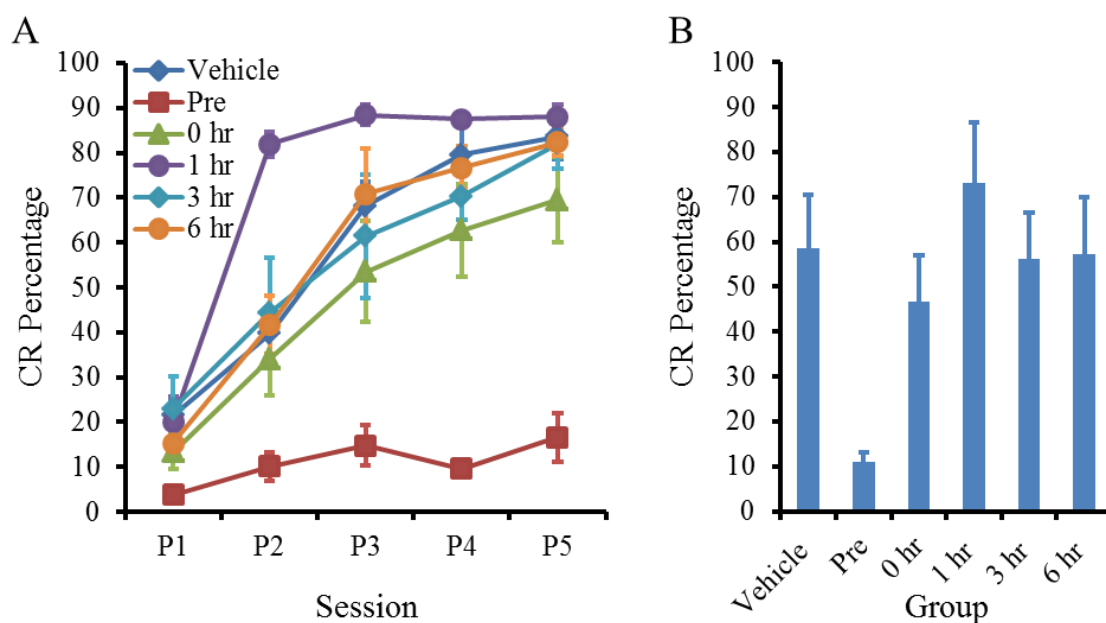 A
CR Percentage
100
90
80
70
60
50
40
30
20
10
0
Vehicle
Pre
0 hr
1 hr
3 hr
6 hr
P1 P2 P3 P4 P5
Session
B
CR Percentage
100
90
80
70
60
50
40
30
20
10
0
Vehicle Pre 0 hr 1 hr 3 hr 6 hr
Group